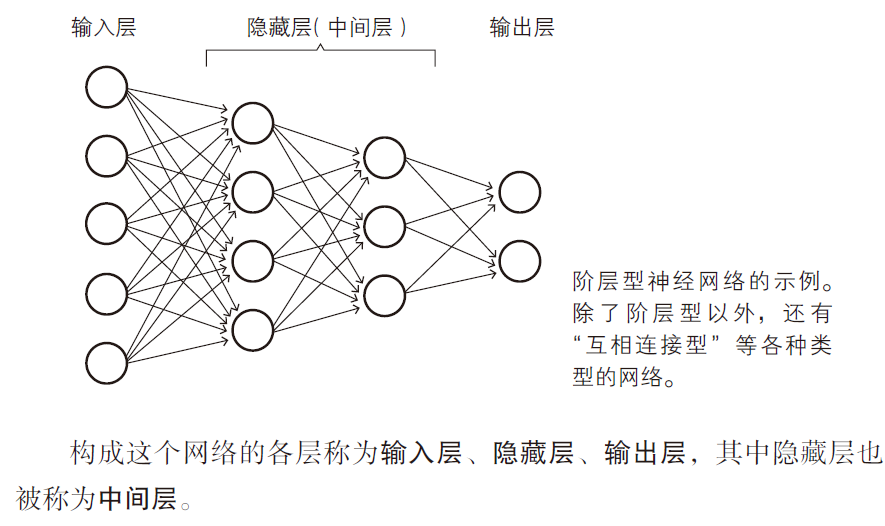 输入层
隐藏层(中间层)
输出层
阶层型神经网络的示例。
除了阶层型以外，还有
“互相连接型”等各种类
型的网络。
构成这个网络的各层称为输入层、隐藏层、输出层，其中隐藏层也
被称为中间层。